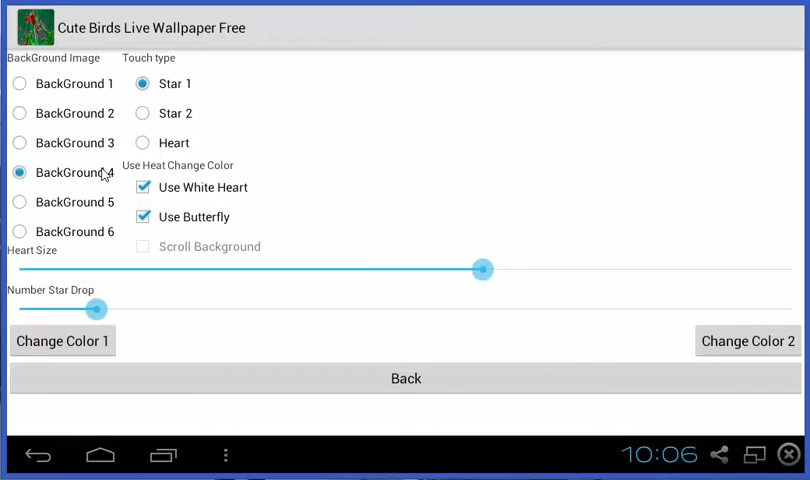 Cute Birds Live Wallpaper Free
BackGround Image
BackGround 1
BackGround 2
BackGround 3
BackGround 4
BackGround 5
BackGround 6
Touch type
Star 1
Star 2
Heart
Use Heat Change Color
Use White Heart
Use Butterfly
Scroll Background
Heart Size
Number Star Drop
Change Color 1
Change Color 2
Back
10:06